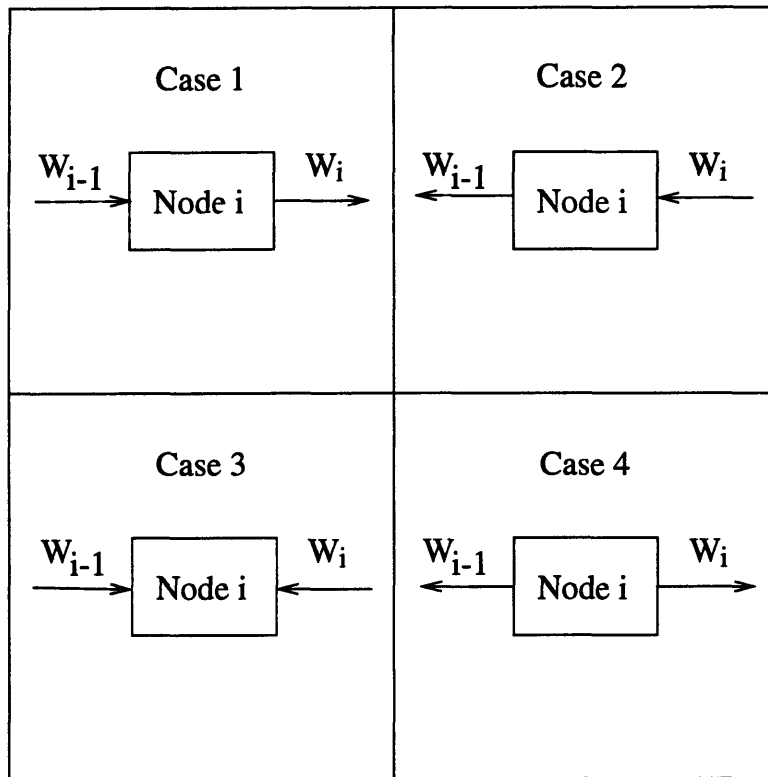 Case 1
W_{i-1} Node i W_i
Case 2
W_{i-1} Node i W_i
Case 3
W_{i-1} Node i W_i
Case 4
W_{i-1} Node i W_i